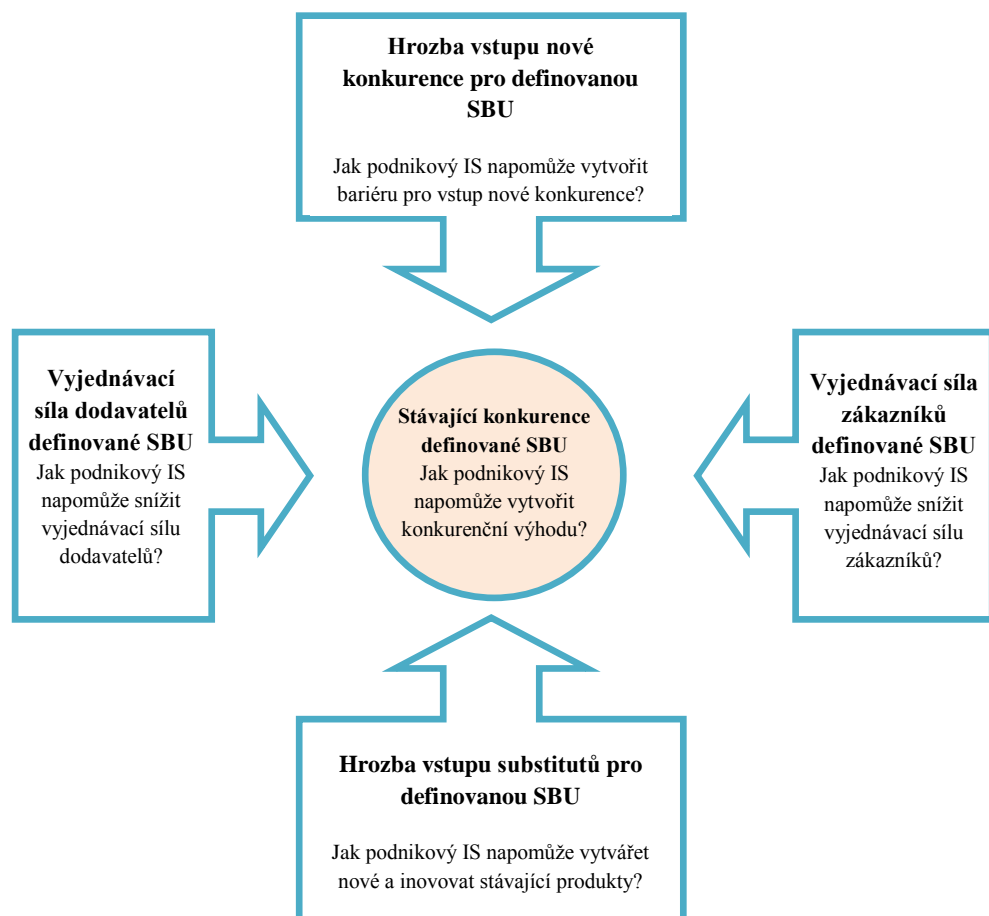 Hrozba vstupu nové
konkurence pro definovanou
SBU
Jak podnikový IS napomůže vytvořit
bariéru pro vstup nové konkurence?
Vyjednávací
síla dodavatelů
definované SBU
Jak podnikový IS
napomůže snížit
vyjednávací sílu
dodavatelů?
Stávající konkurence
definované SBU
Jak podnikový IS
napomůže vytvořit
konkurenční výhodu?
Vyjednávací síla
zákazníků
definované SBU
Jak podnikový IS
napomůže snížit
vyjednávací sílu
zákazníků?
Hrozba vstupu substitutů pro
definovanou SBU
Jak podnikový IS napomůže vytvářet
nové a inovovat stávající produkty?